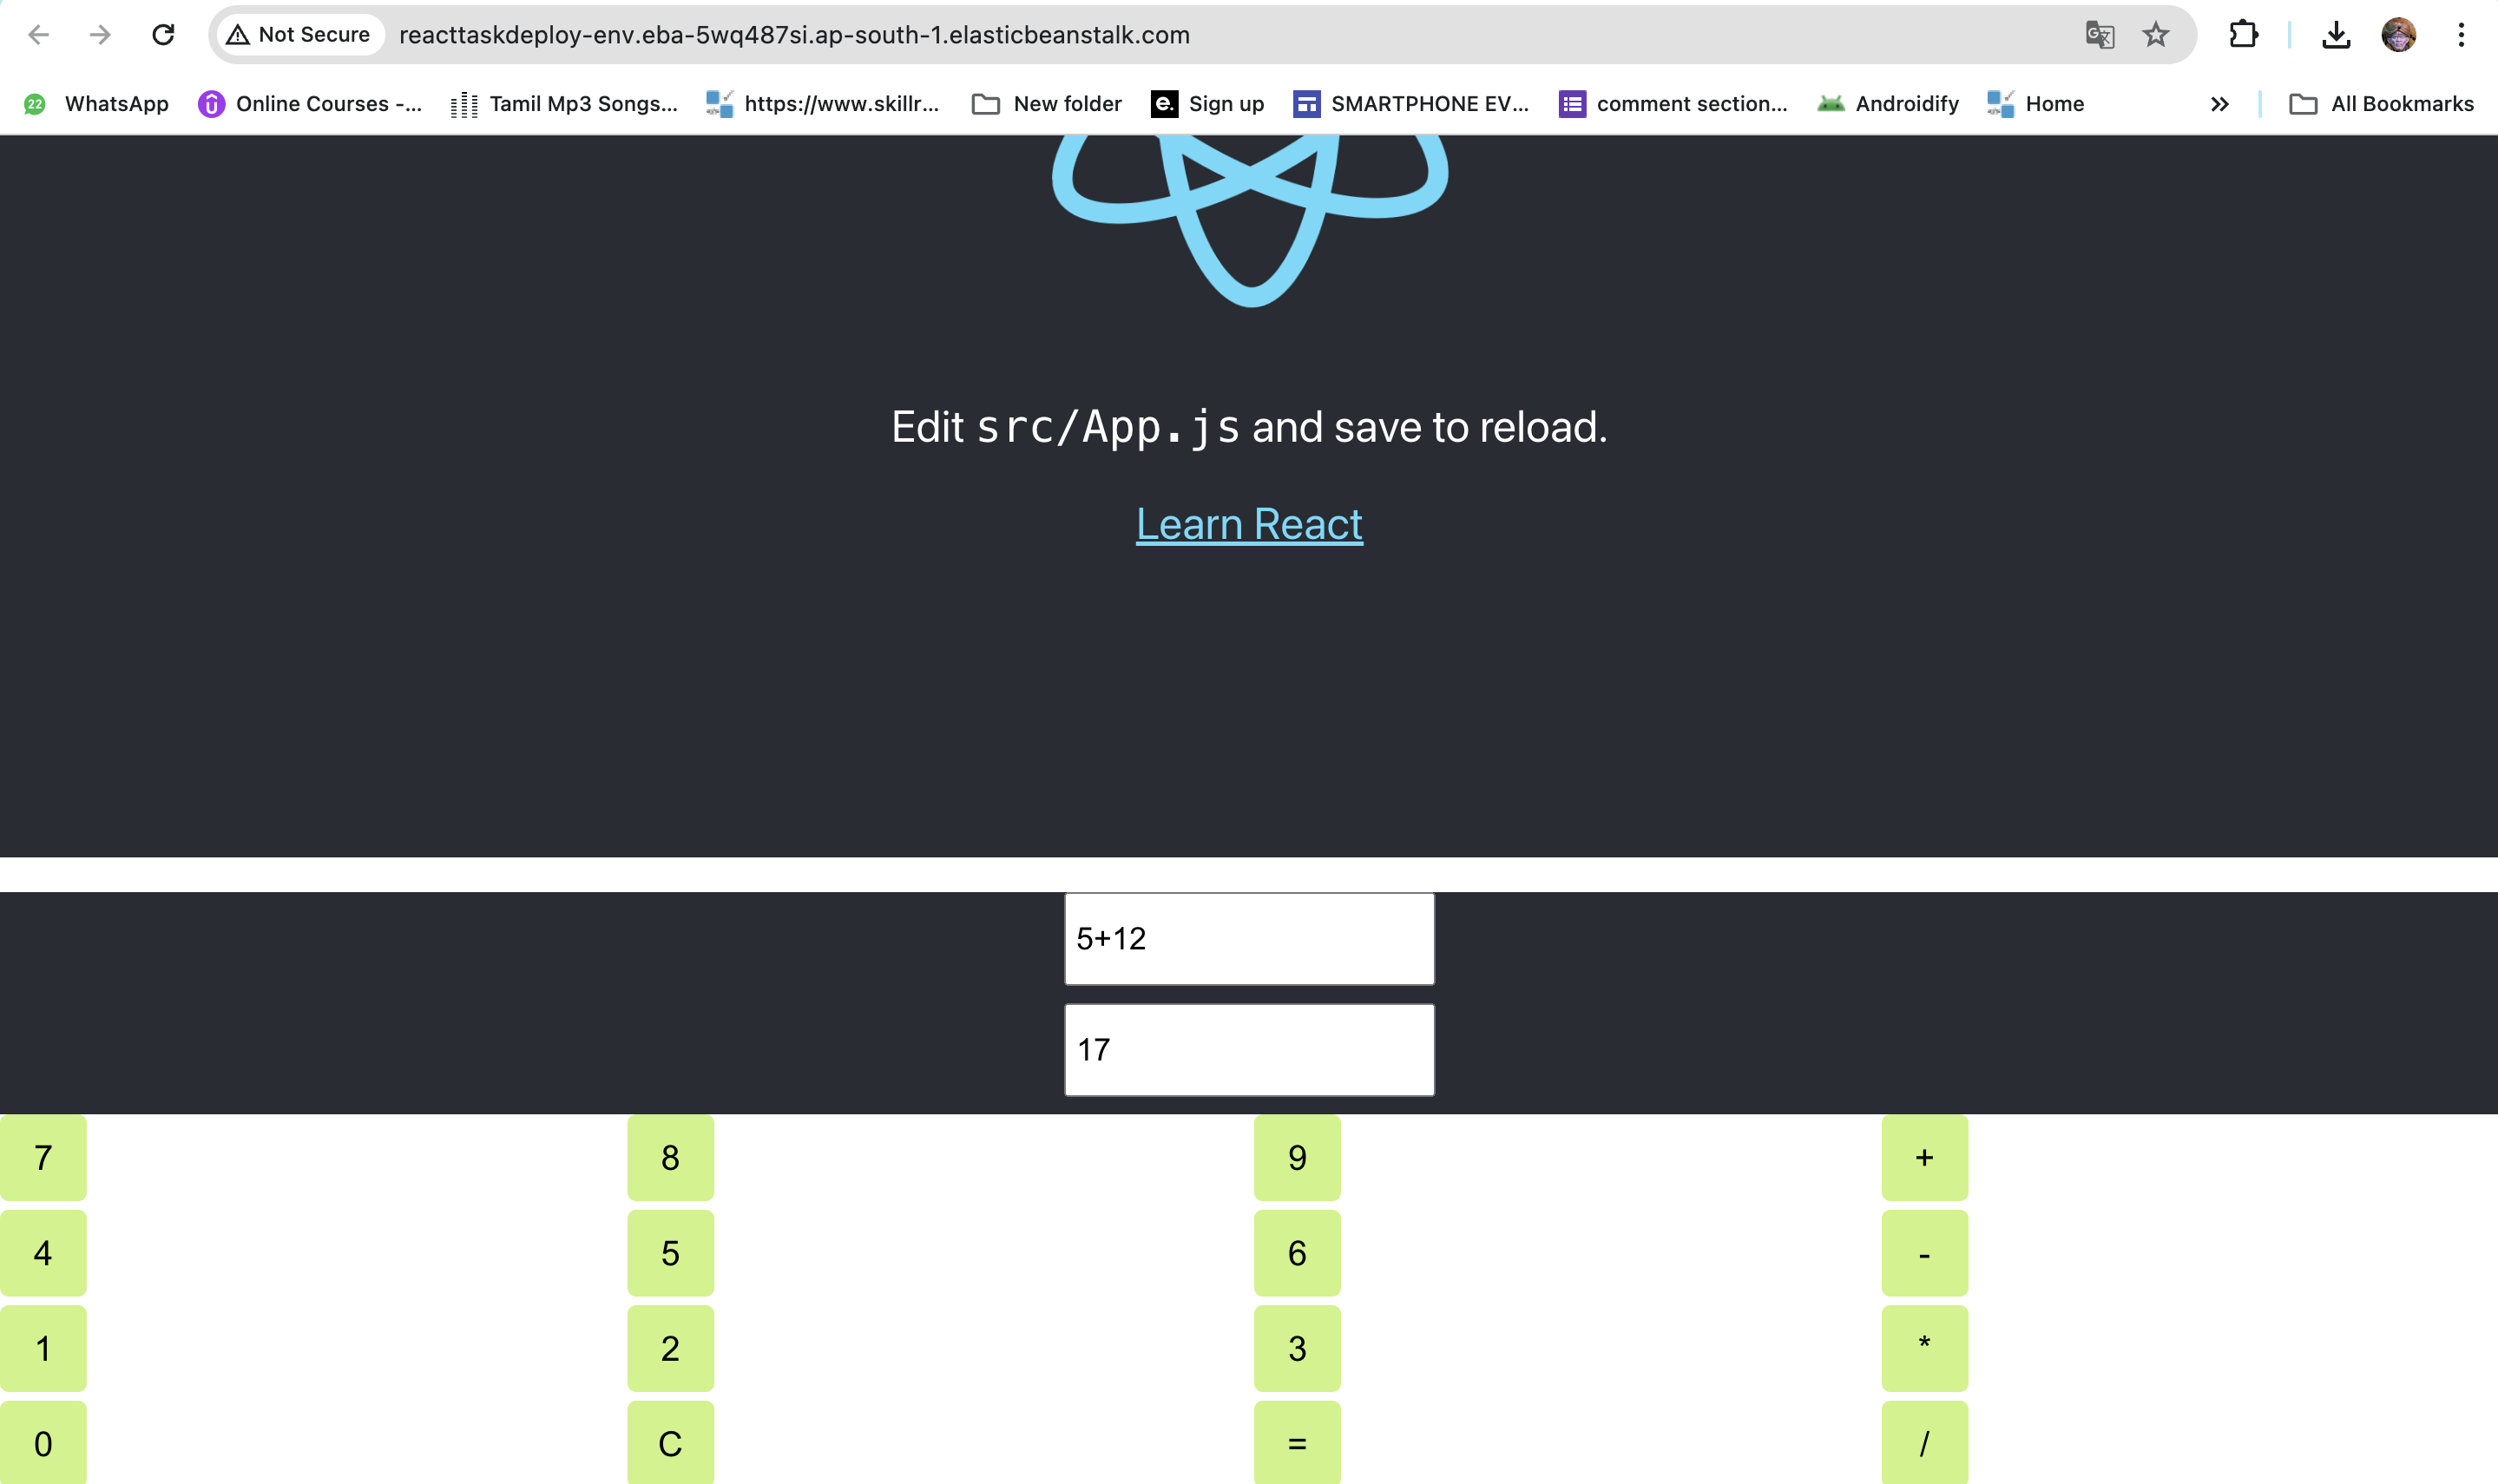 Not Secure reacttaskdeploy-env.eba-5wq487si.ap-south-1.elasticbeanstalk.com
22 WhatsApp Online Courses -... Tamil Mp3 Songs... https://www.skillr... New folder e. Sign up SMARTPHONE EV... comment section... Androidify Home All Bookmarks
Edit src/App.js and save to reload.
Learn React
5+12
17
7 8 9 +
4 5 6 -
1 2 3 *
0 C = /